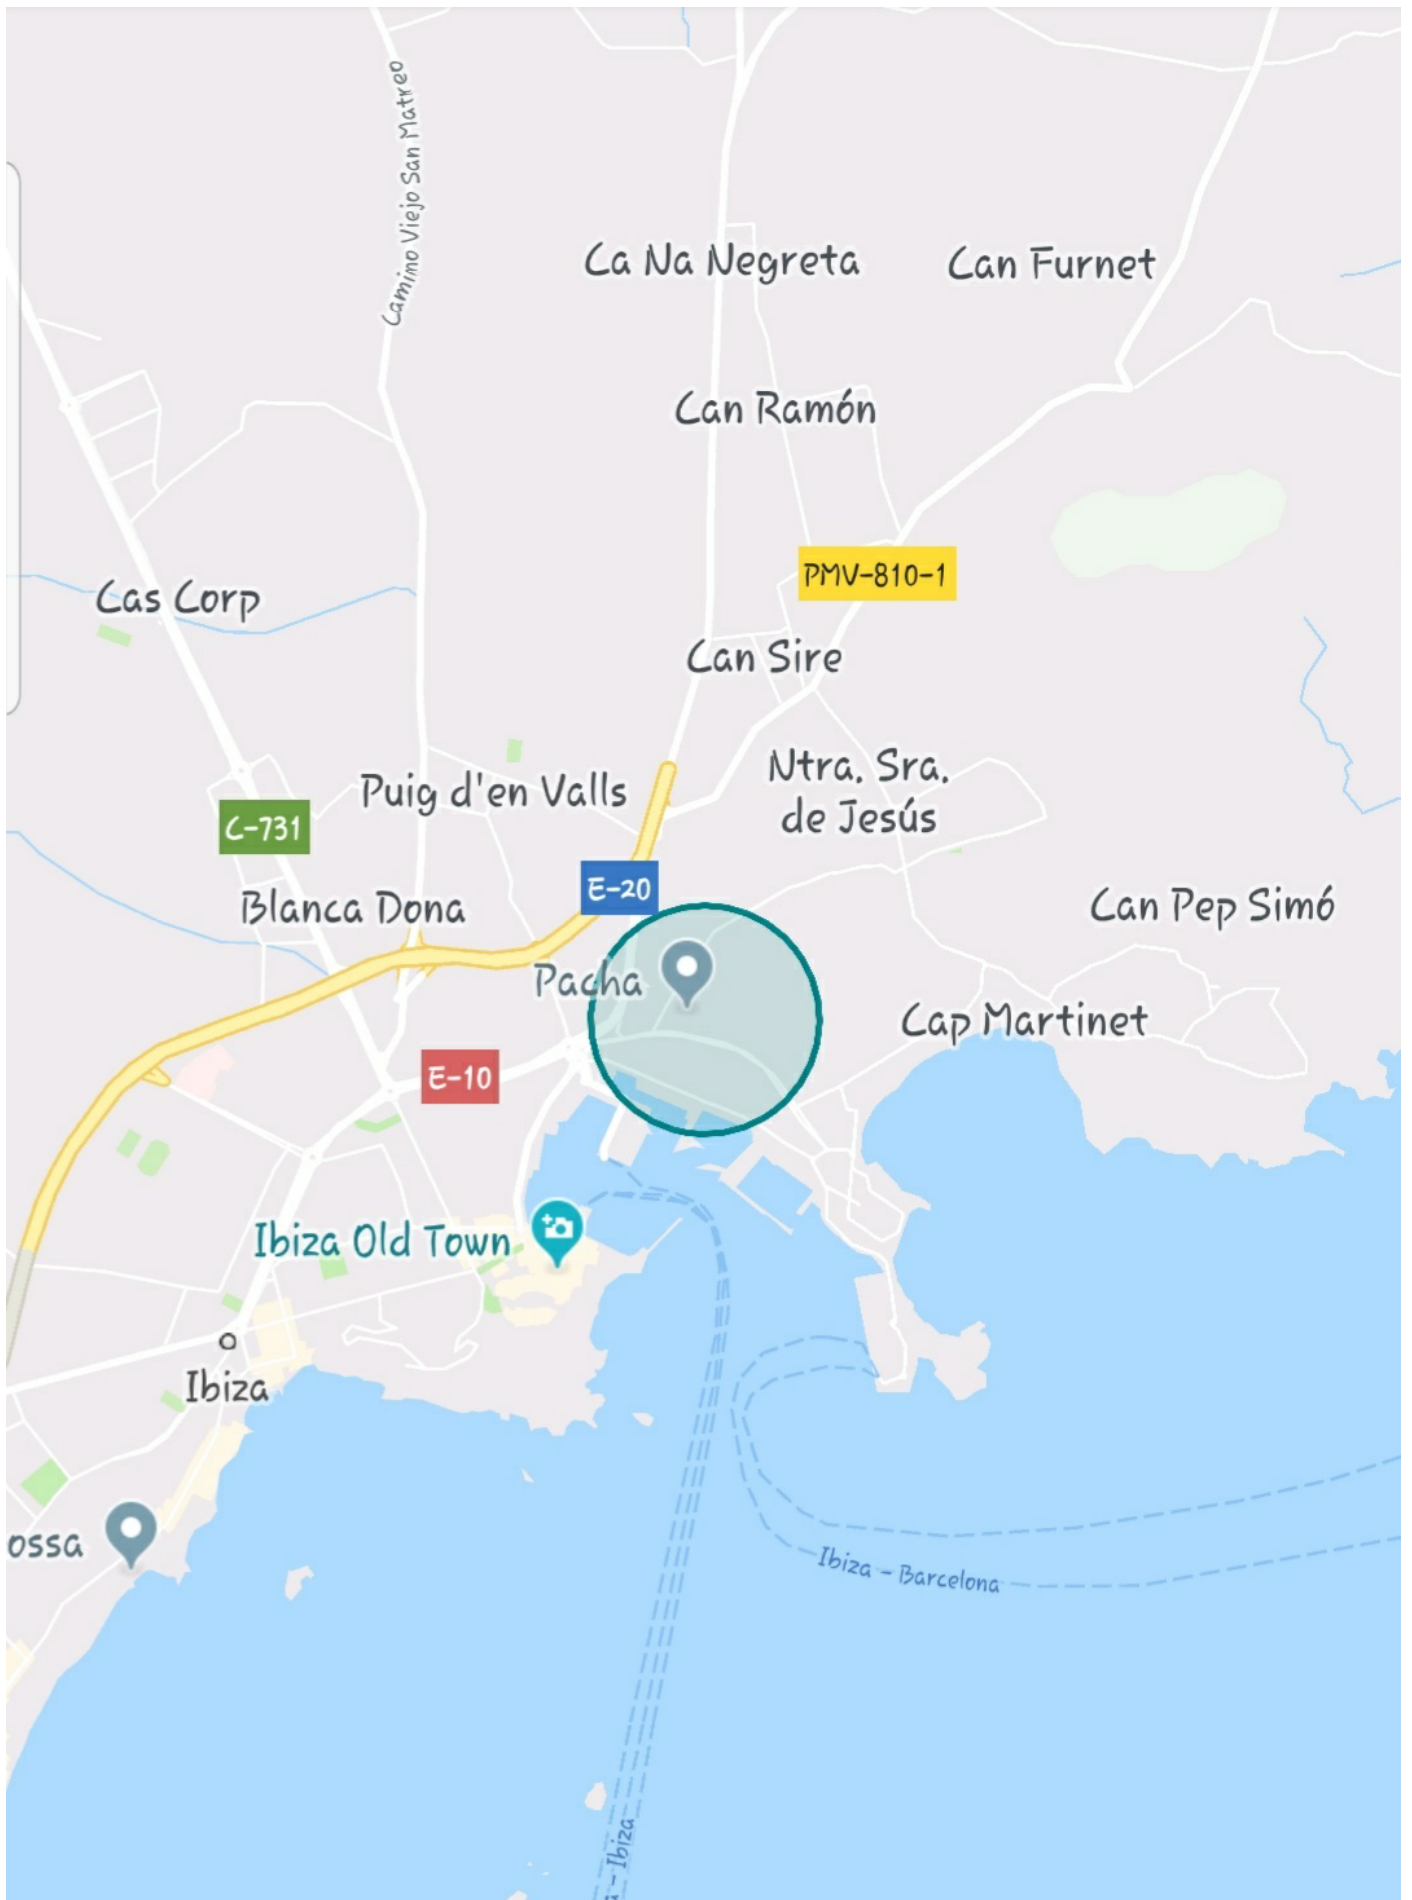 Camino Viejo San Matreo
Ca Na Negreta
Can Furnet
Can Ramón
PMV-810-1
Cas Corp
Can Sire
Ntra. Sra.
de Jesús
Puig d'en Valls
C-731
E-20
Blanca Dona
Can Pep Simó
Pacha
Cap Martinet
E-10
Ibiza Old Town
Ibiza
ossa
Ibiza - Barcelona
a - Ibiza